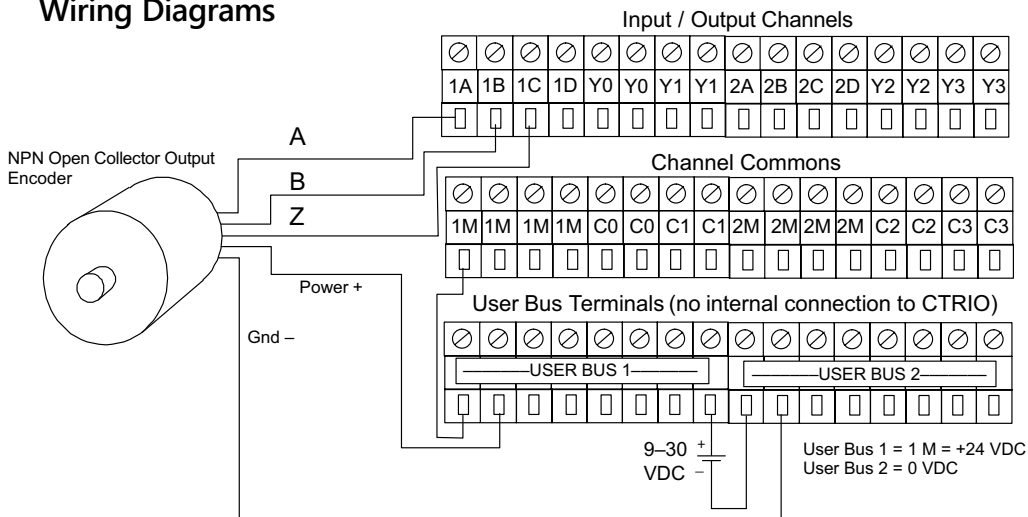 Wiring Diagrams
Input / Output Channels
1A 1B 1C 1D Y0 Y0 Y1 Y1 2A 2B 2C 2D Y2 Y2 Y3 Y3
A
NPN Open Collector Output
Encoder
Channel Commons
B
Z
1M 1M 1M 1M C0 C0 C1 C1 2M 2M 2M 2M C2 C2 C3 C3
Power +
User Bus Terminals (no internal connection to CTRIO)
Gnd –
USER BUS 1 USER BUS 2
9–30 +
VDC –
User Bus 1 = 1 M = +24 VDC
User Bus 2 = 0 VDC